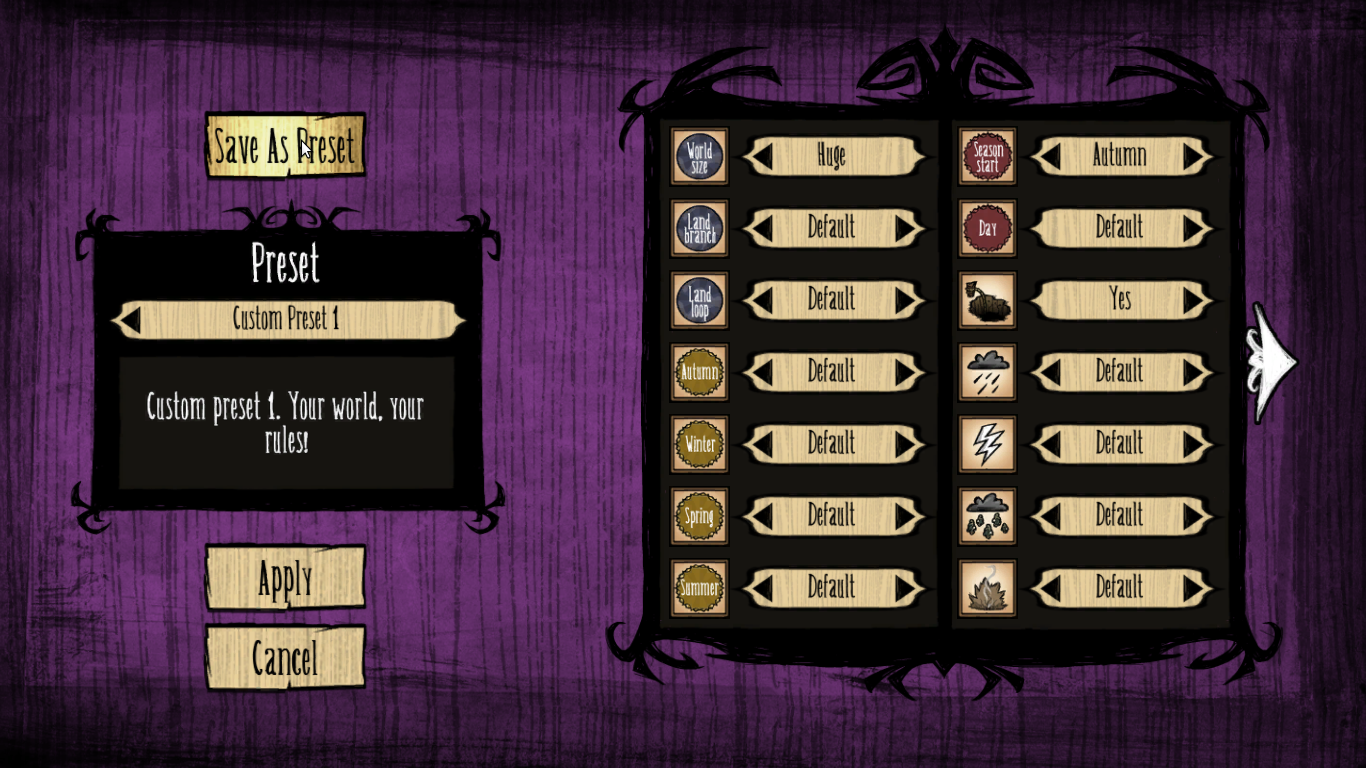 Save As Preset
Preset
Custom Preset 1
Custom preset 1. Your world, your
rules!
Apply
Cancel
World
size
Huge
Land
branch
Default
Land
loop
Default
Autumn
Default
Winter
Default
Spring
Default
Summer
Default
Season
start
Autumn
Day
Default
Yes
Default
Default
Default
Default